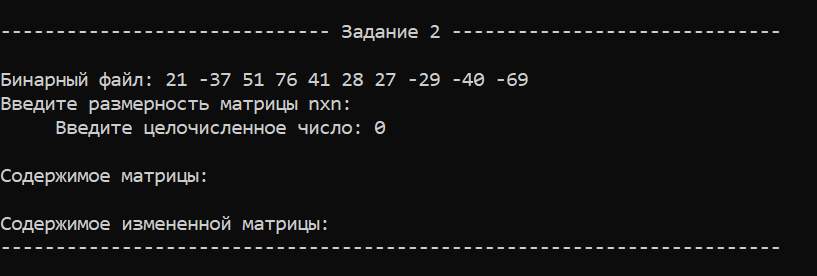 ------------------------------ Задание 2 ------------------------------
Бинарный файл: 21 -37 51 76 41 28 27 -29 -40 -69
Введите размерность матрицы nxn:
Введите целочисленное число: 0
Содержимое матрицы:
Содержимое измененной матрицы:
-----------------------------------------------------------------------